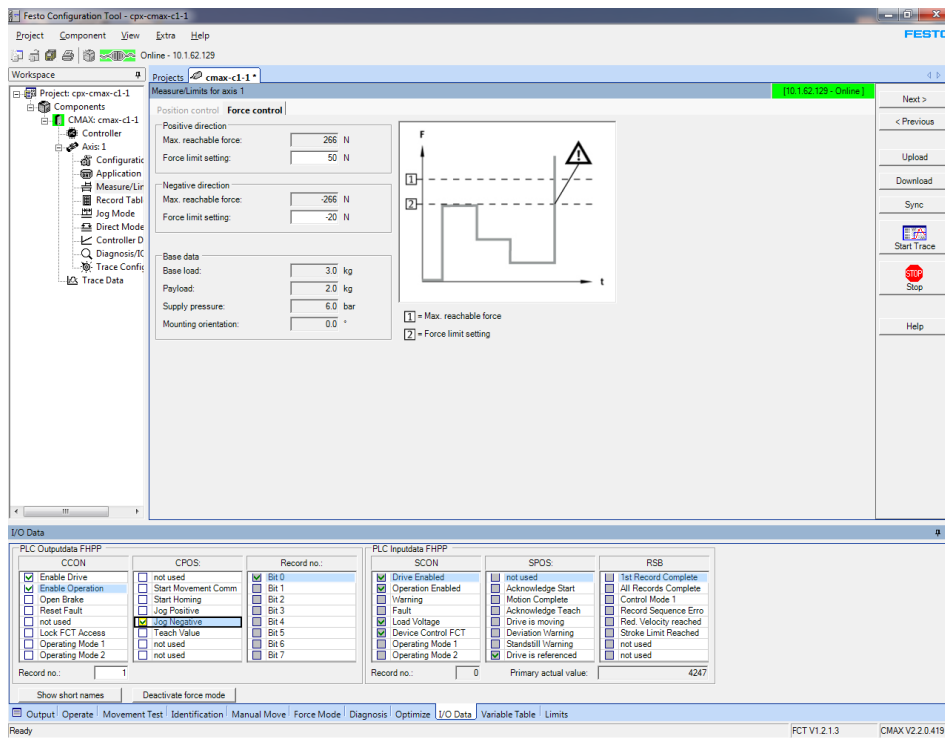 Festo Configuration Tool - cpx-cmax-c1-1
Project Component View Extra Help
FESTO
Online - 10.1.62.129
Workspace
Projects cmax-c1-1 *
Project: cpx-cmax-c1-1
Components
CMAX: cmax-c1-1
Controller
Axis: 1
Configuratic
Application
Measure/Lir
Record Tabl
Jog Mode
Direct Mode
Controller D
Diagnosis/IC
Trace Config
Trace Data
Measure/Limits for axis 1
[10.1.62.129 - Online ]
Position control Force control
Positive direction
Max. reachable force: 266 N
Force limit setting: 50 N
Negative direction
Max. reachable force: -266 N
Force limit setting: -20 N
Base data
Base load: 3.0 kg
Payload: 2.0 kg
Supply pressure: 6.0 bar
Mounting orientation: 0.0 °
F
1
2
t
1 = Max. reachable force
2 = Force limit setting
Next >
< Previous
Upload
Download
Sync
Start Trace
STOP
Stop
Help
I/O Data
PLC Outputdata FHPP
CCON CPOS: Record no.:
Enable Drive not used Bit 0
Enable Operation Start Movement Comm Bit 1
Open Brake Start Homing Bit 2
Reset Fault Jog Positive Bit 3
not used Jog Negative Bit 4
Lock FCT Access Teach Value Bit 5
Operating Mode 1 not used Bit 6
Operating Mode 2 not used Bit 7
Record no.: 1
PLC Inputdata FHPP
SCON SPOS: RSB
Drive Enabled not used 1st Record Complete
Operation Enabled Acknowledge Start All Records Complete
Warning Motion Complete Control Mode 1
Fault Acknowledge Teach Record Sequence Erro
Load Voltage Drive is moving Red. Velocity reached
Device Control FCT Deviation Warning Stroke Limit Reached
Operating Mode 1 Standstill Warning not used
Operating Mode 2 Drive is referenced not used
Record no.: 0 Primary actual value: 4247
Show short names Deactivate force mode
Output Operate Movement Test Identification Manual Move Force Mode Diagnosis Optimize I/O Data Variable Table Limits
Ready
FCT V1.2.1.3 CMAX V2.2.0.419